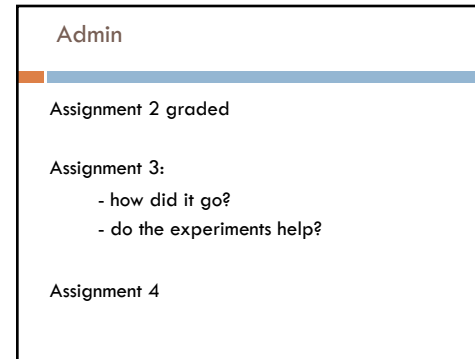 Admin
Assignment 2 graded
Assignment 3:
- how did it go?
- do the experiments help?
Assignment 4